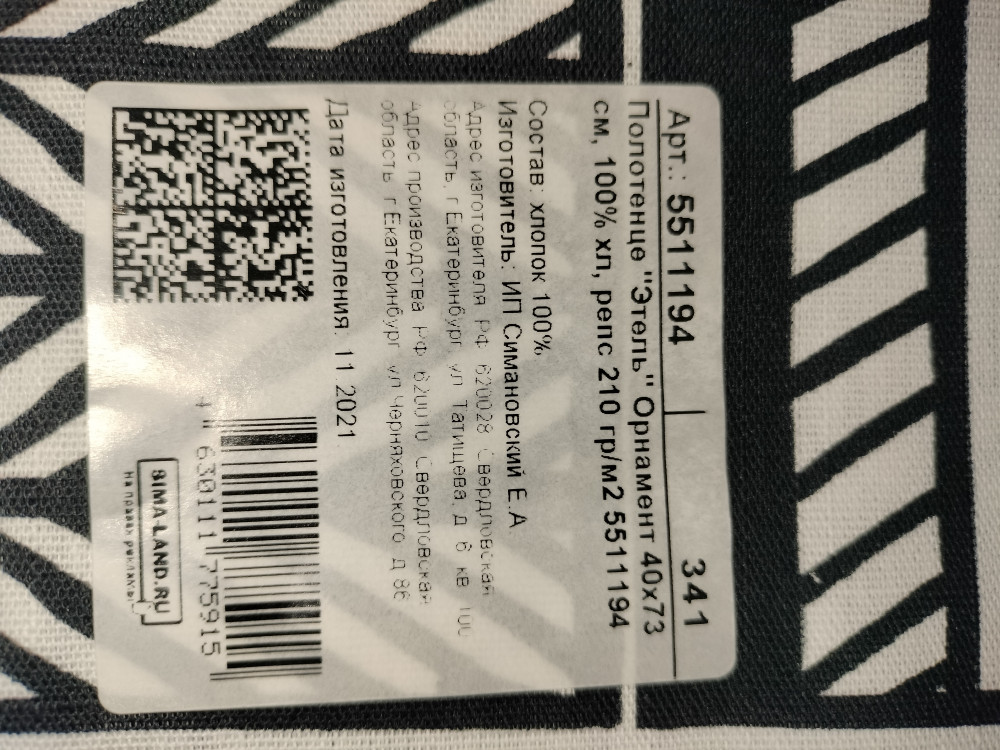 Арт.: 5511194 341
Полотенце "Этель" Орнамент 40х73
см, 100% хл, репс 210 гр/м2 5511194
Состав: хлопок 100%.
Изготовитель: ИП Симановский Е.А
Адрес изготовителя РФ 620028 Свердловская
область, г Екатеринбург, ул Татищева, д 6 кв 100
Адрес производства РФ 620010 Свердловская
область г Екатеринбург ул Черняховского д 86
Дата изготовления: 11.2021
4 630111 775915
SIMA-LAND.RU
на правах рекламы